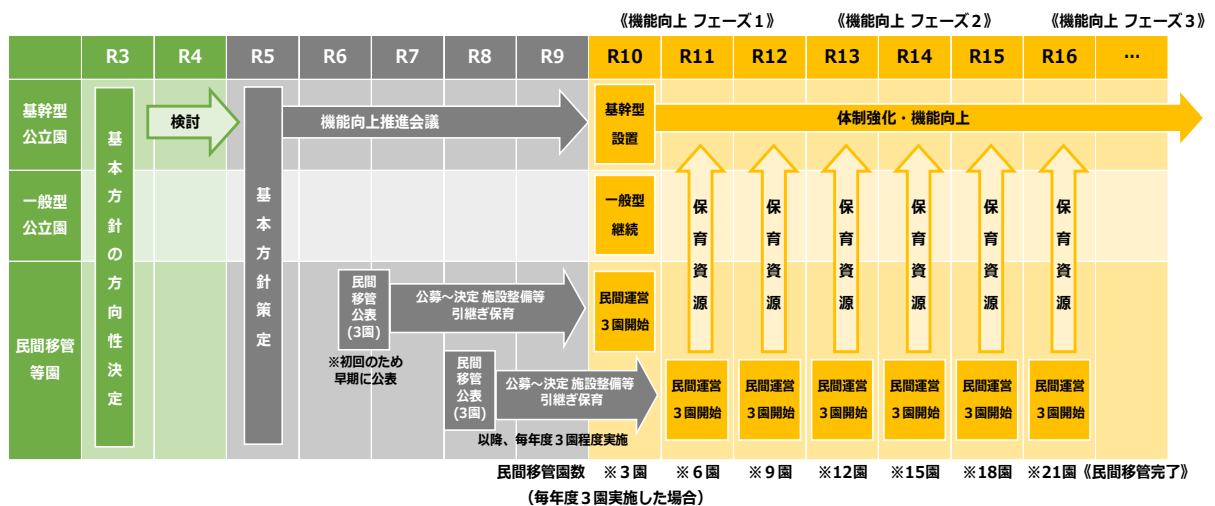 《機能向上 フェーズ１》
《機能向上 フェーズ２》
《機能向上 フェーズ３》
R3
R4
R5
R6
R7
R8
R9
R10
R11
R12
R13
R14
R15
R16
…
基幹型
公立園
一般型
公立園
民間移管
等園
基本方針の方向性決定
検討
基本方針策定
機能向上推進会議
基幹型
設置
体制強化・機能向上
一般型
継続
保育資源
保育資源
保育資源
保育資源
保育資源
保育資源
民間
移管
公表
(3園)
公募～決定 施設整備等
引継ぎ保育
民間運営
３園開始
※初回のため
早期に公表
民間
移管
公表
(3園)
公募～決定 施設整備等
引継ぎ保育
民間運営
３園開始
民間運営
３園開始
民間運営
３園開始
民間運営
３園開始
民間運営
３園開始
民間運営
３園開始
以降、毎年度３園程度実施
民間移管園数
※３園
※６園
※９園
※12園
※15園
※18園
※21園《民間移管完了》
（毎年度３園実施した場合）